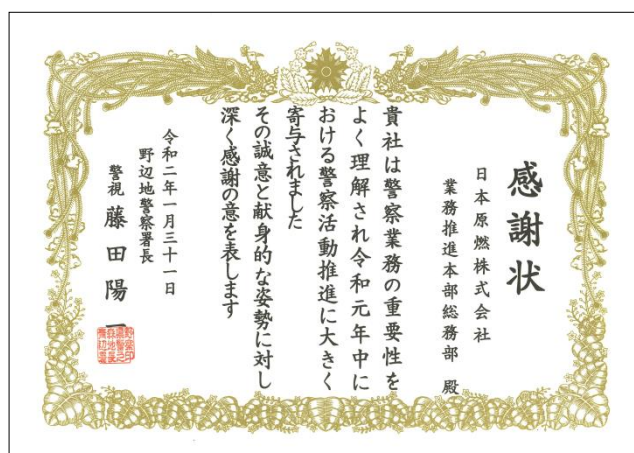 感謝状
日本原燃株式会社
業務推進本部総務部 殿
貴社は警察業務の重要性を
よく理解され令和元年中に
おける警察活動推進に大きく
寄与されました
その誠意と献身的な姿勢に対し
深く感謝の意を表します
令和二年一月三十一日
野辺地警察署長
警視 藤田陽一